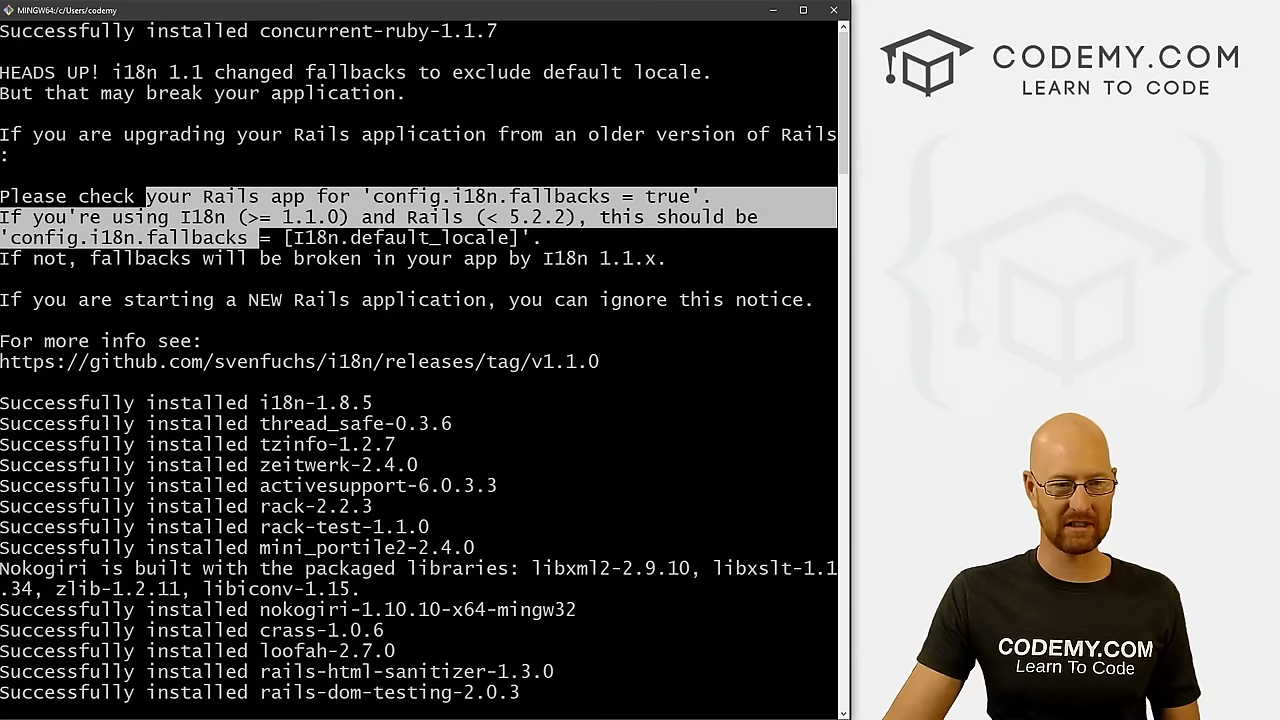 MINGW64:/c/Users/codemy
Successfully installed concurrent-ruby-1.1.7
HEADS UP! i18n 1.1 changed fallbacks to exclude default locale.
But that may break your application.
If you are upgrading your Rails application from an older version of Rails
:
Please check your Rails app for 'config.i18n.fallbacks = true'.
If you're using I18n (>= 1.1.0) and Rails (< 5.2.2), this should be
'config.i18n.fallbacks = [I18n.default_locale]'.
If not, fallbacks will be broken in your app by I18n 1.1.x.
If you are starting a NEW Rails application, you can ignore this notice.
For more info see:
https://github.com/svenfuchs/i18n/releases/tag/v1.1.0
Successfully installed i18n-1.8.5
Successfully installed thread_safe-0.3.6
Successfully installed tzinfo-1.2.7
Successfully installed zeitwerk-2.4.0
Successfully installed activesupport-6.0.3.3
Successfully installed rack-2.2.3
Successfully installed rack-test-1.1.0
Successfully installed mini_portile2-2.4.0
Nokogiri is built with the packaged libraries: libxml2-2.9.10, libxslt-1.1
.34, zlib-1.2.11, libiconv-1.15.
Successfully installed nokogiri-1.10.10-x64-mingw32
Successfully installed crass-1.0.6
Successfully installed loofah-2.7.0
Successfully installed rails-html-sanitizer-1.3.0
Successfully installed rails-dom-testing-2.0.3
CODEMY.COM
LEARN TO CODE
CODEMY.COM
Learn To Code